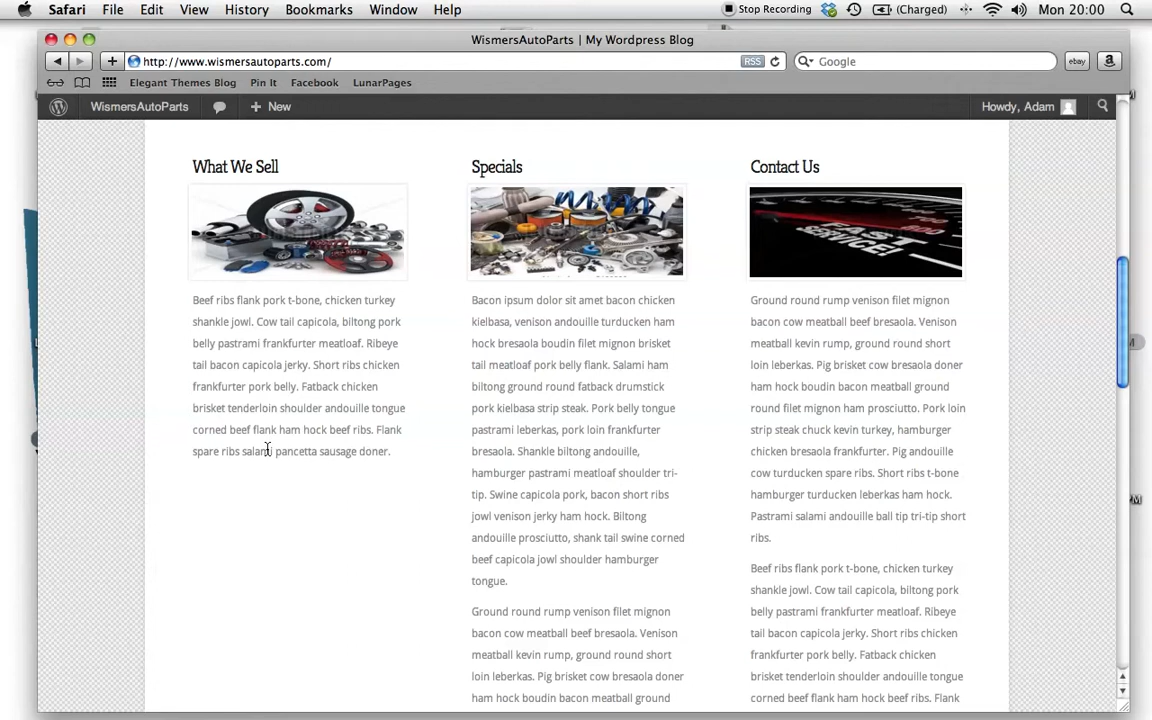 Safari File Edit View History Bookmarks Window Help Stop Recording (Charged) Mon 20:00
WismersAutoParts | My Wordpress Blog
http://www.wismersautoparts.com/ RSS Google ebay a
Elegant Themes Blog Pin It Facebook LunarPages
WismersAutoParts + New Howdy, Adam
What We Sell
Beef ribs flank pork t-bone, chicken turkey
shankle jowl. Cow tail capicola, biltong pork
belly pastrami frankfurter meatloaf. Ribeye
tail bacon capicola jerky. Short ribs chicken
frankfurter pork belly. Fatback chicken
brisket tenderloin shoulder andouille tongue
corned beef flank ham hock beef ribs. Flank
spare ribs salami pancetta sausage doner.
Specials
Bacon ipsum dolor sit amet bacon chicken
kielbasa, venison andouille turducken ham
hock bresaola boudin filet mignon brisket
tail meatloaf pork belly flank. Salami ham
biltong ground round fatback drumstick
pork kielbasa strip steak. Pork belly tongue
pastrami leberkas, pork loin frankfurter
bresaola. Shankle biltong andouille,
hamburger pastrami meatloaf shoulder tri-
tip. Swine capicola pork, bacon short ribs
jowl venison jerky ham hock. Biltong
andouille prosciutto, shank tail swine corned
beef capicola jowl shoulder hamburger
tongue.
Ground round rump venison filet mignon
bacon cow meatball beef bresaola. Venison
meatball kevin rump, ground round short
loin leberkas. Pig brisket cow bresaola doner
ham hock boudin bacon meatball ground
Contact Us
FAST
SERVICE!
Ground round rump venison filet mignon
bacon cow meatball beef bresaola. Venison
meatball kevin rump, ground round short
loin leberkas. Pig brisket cow bresaola doner
ham hock boudin bacon meatball ground
round filet mignon ham prosciutto. Pork loin
strip steak chuck kevin turkey, hamburger
chicken bresaola frankfurter. Pig andouille
cow turducken spare ribs. Short ribs t-bone
hamburger turducken leberkas ham hock.
Pastrami salami andouille ball tip tri-tip short
ribs.
Beef ribs flank pork t-bone, chicken turkey
shankle jowl. Cow tail capicola, biltong pork
belly pastrami frankfurter meatloaf. Ribeye
tail bacon capicola jerky. Short ribs chicken
frankfurter pork belly. Fatback chicken
brisket tenderloin shoulder andouille tongue
corned beef flank ham hock beef ribs. Flank